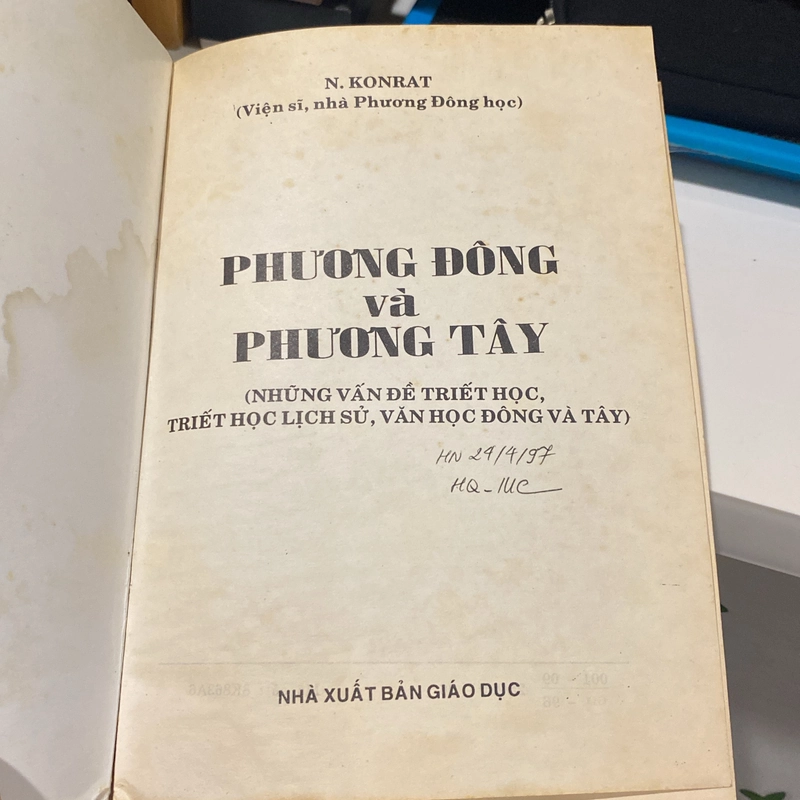 N. KONRAT
(Viện sĩ, nhà Phương Đông học)
PHƯƠNG ĐÔNG
và
PHƯƠNG TÂY
(NHỮNG VẤN ĐỀ TRIẾT HỌC,
TRIẾT HỌC LỊCH SỬ, VĂN HỌC ĐÔNG VÀ TÂY)
HN 29/4/97
NHÀ XUẤT BẢN GIÁO DỤC